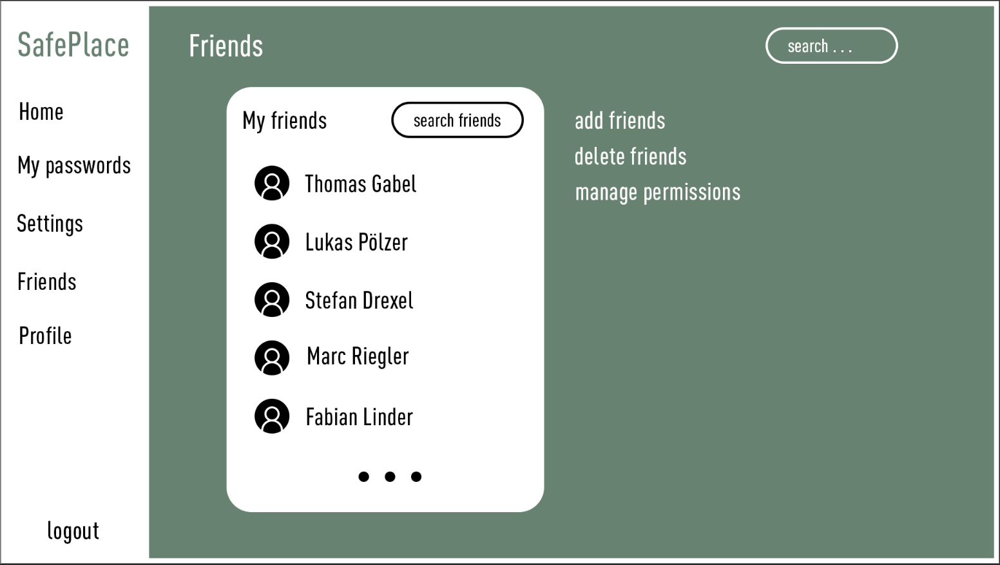 SafePlace
Home
My passwords
Settings
Friends
Profile
logout
Friends
search . . .
My friends
search friends
Thomas Gabel
Lukas Pölzer
Stefan Drexel
Marc Riegler
Fabian Linder
add friends
delete friends
manage permissions